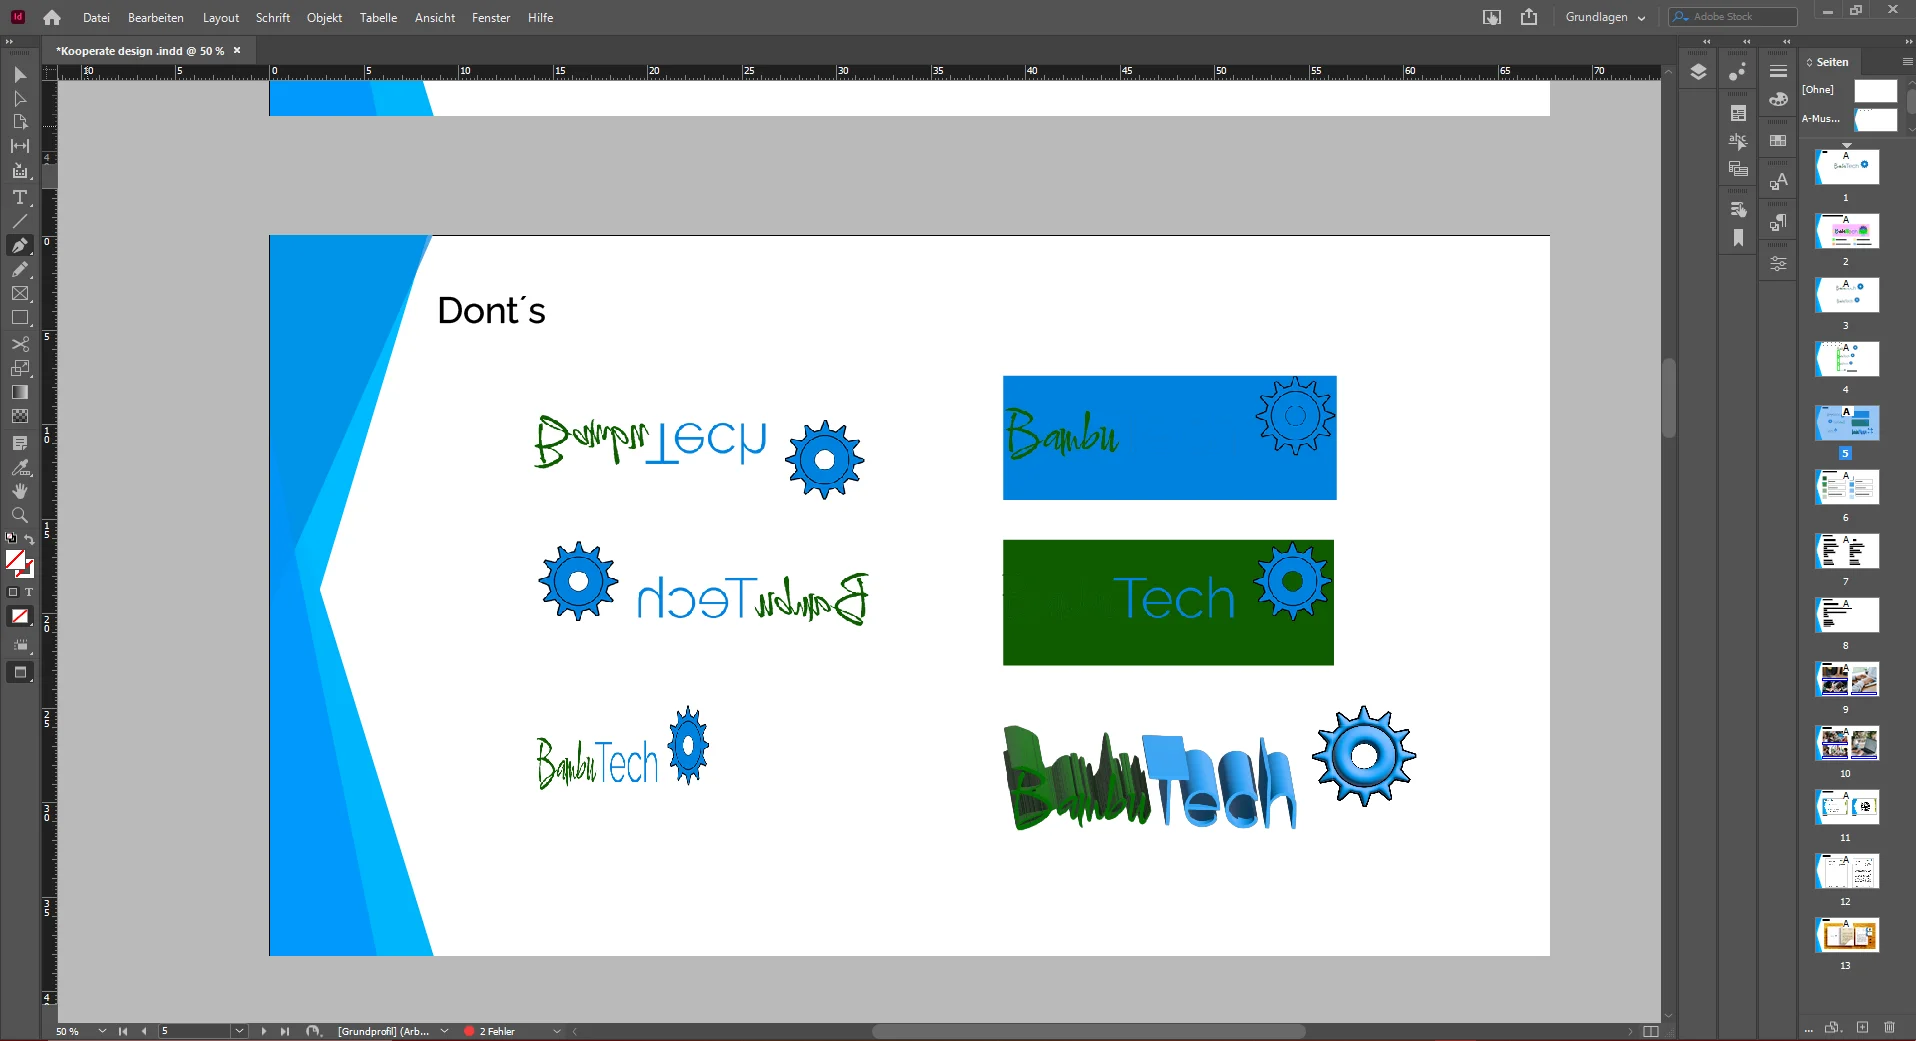 Id Datei Bearbeiten Layout Schrift Objekt Tabelle Ansicht Fenster Hilfe Grundlagen Adobe Stock
*Kooperate design .indd @ 50 % ×
5 0 5 10 15 20 25 30 35 40 45 50 55 60 65 70
Seiten
[Ohne]
A-Mus...
A
1
A
2
A
3
A
4
A
5
A
6
A
7
A
8
A
9
A
10
A
11
A
12
A
13
Dont´s
BambuTech
Bambu
BambuTech
Tech
BambuTech
BambuTech
50 %
5
[Grundprofil] (Arb...
2 Fehler